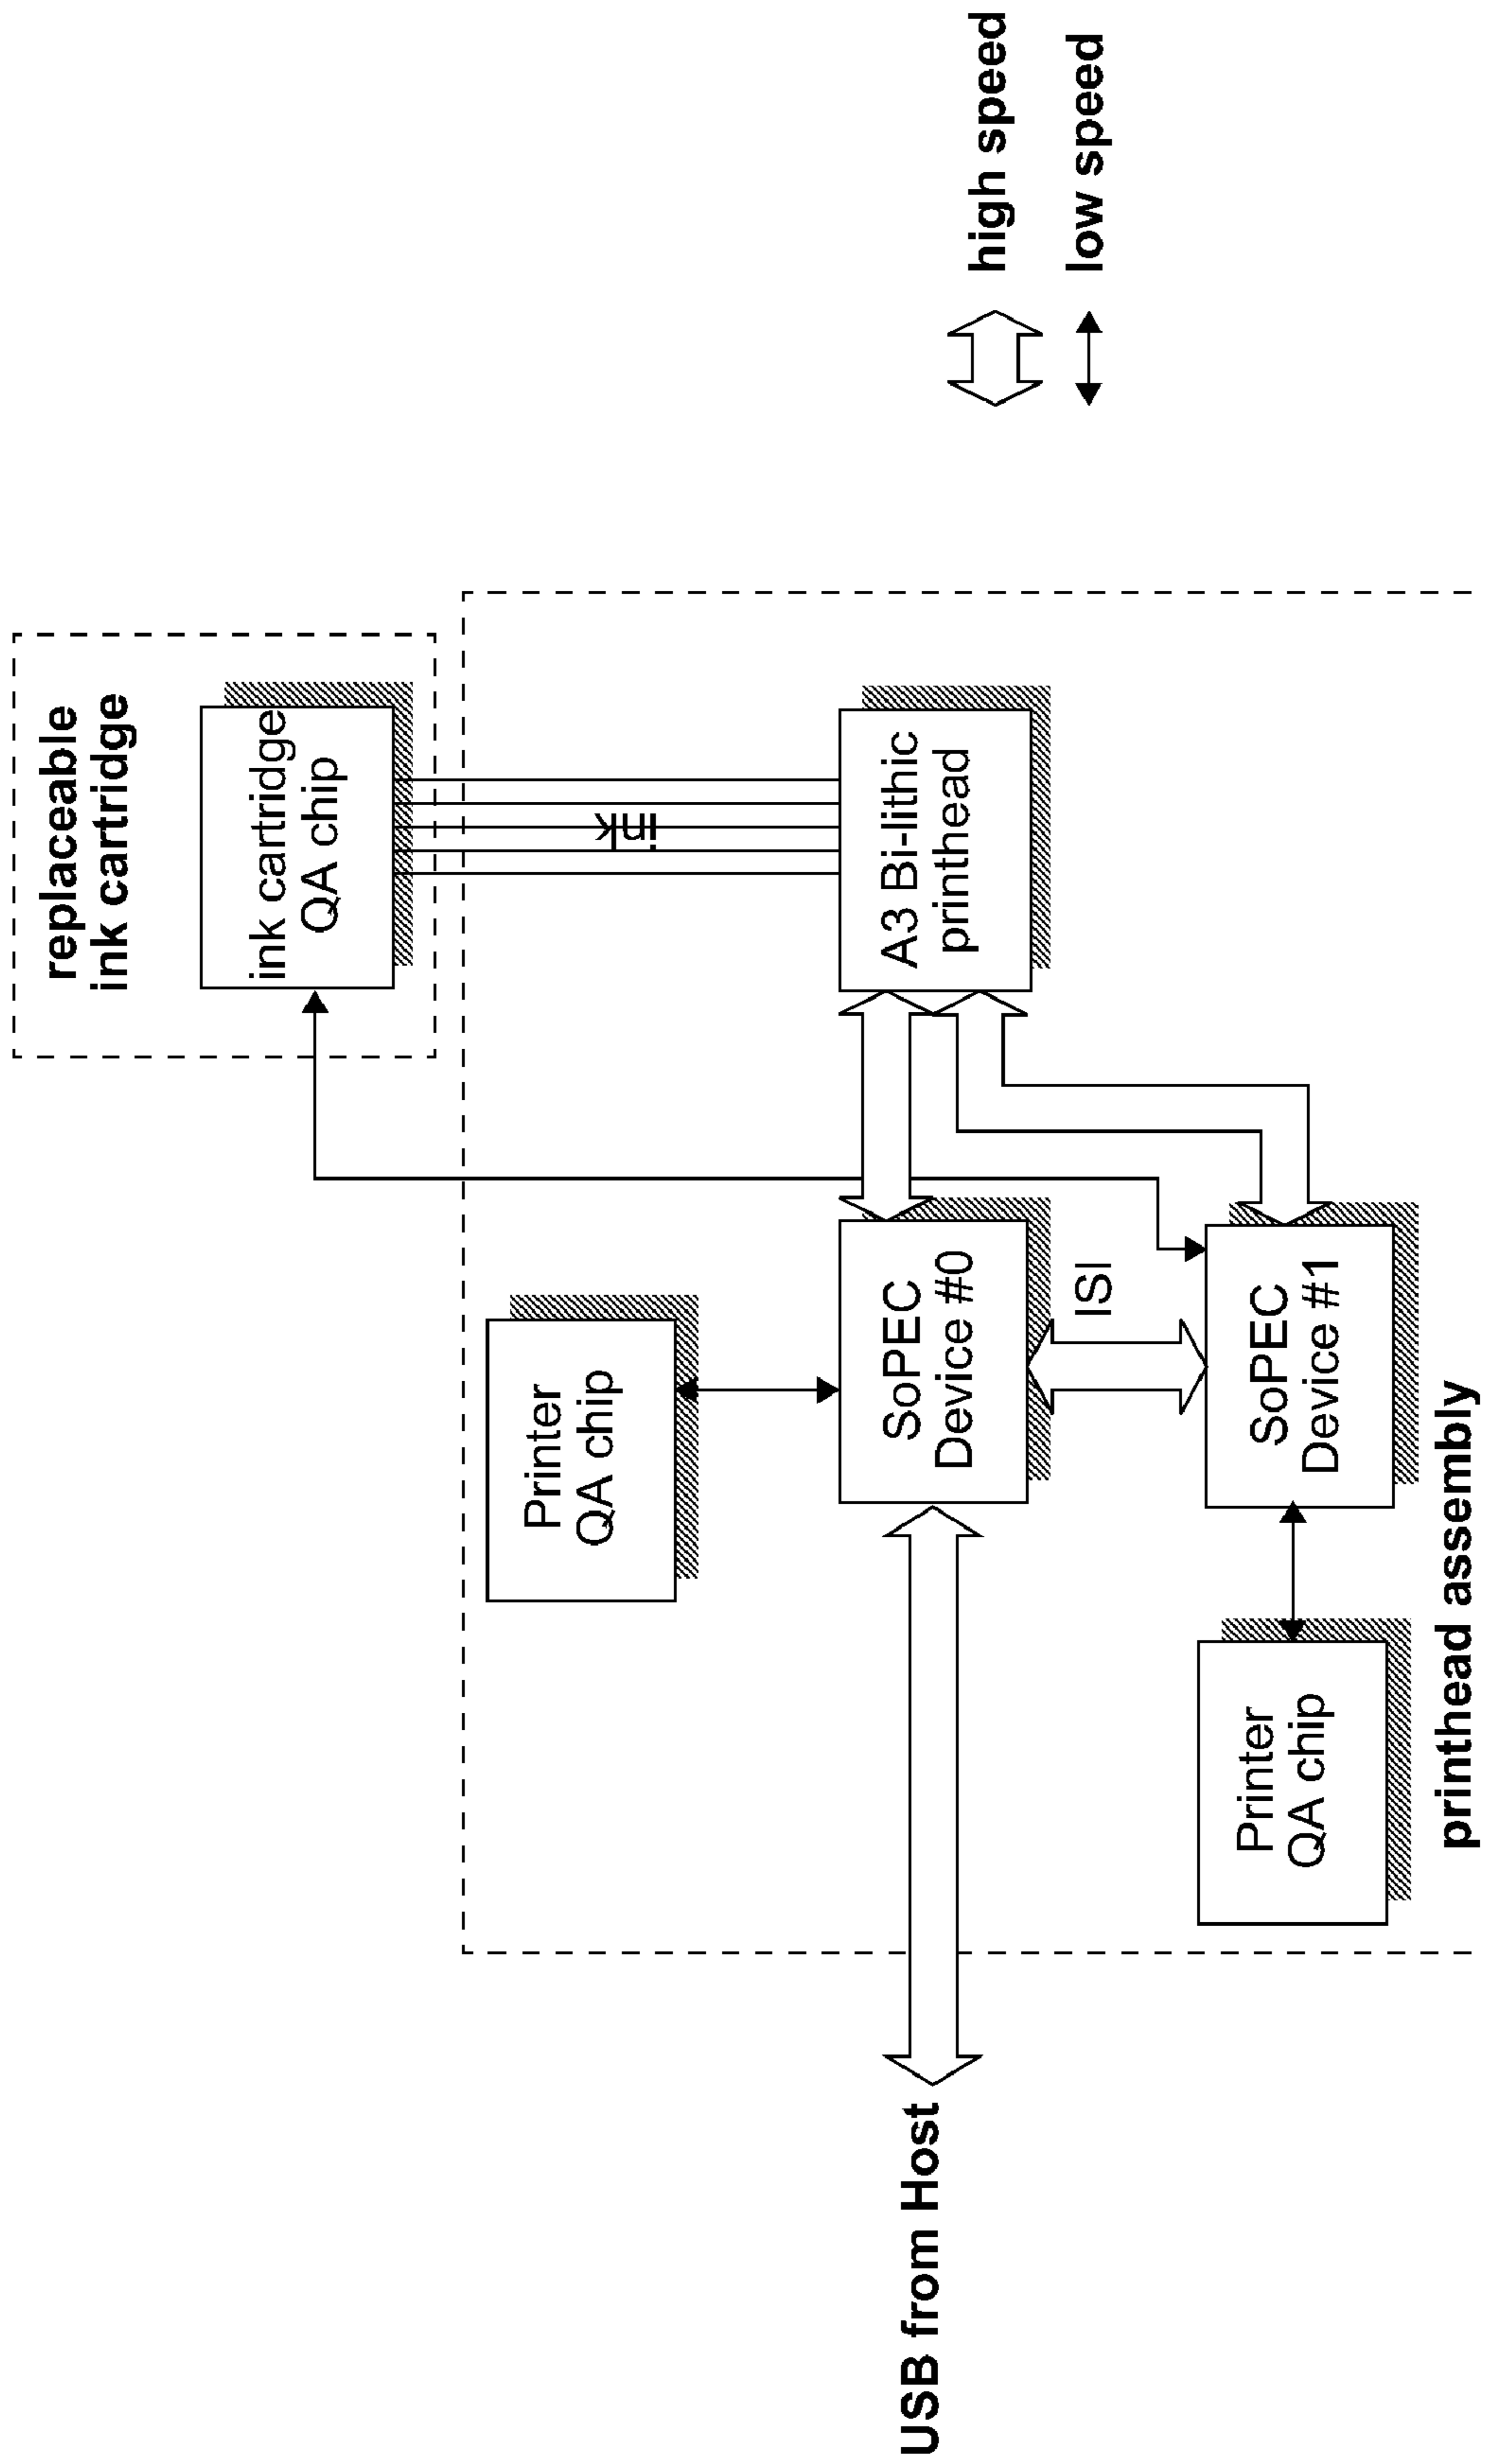 replaceable
ink cartridge
ink cartridge
QA chip
ink
Printer
QA chip
A3 Bi-lithic
printhead
USB from Host
SoPEC
Device #0
high speed
low speed
ISI
SoPEC
Device #1
Printer
QA chip
printhead assembly